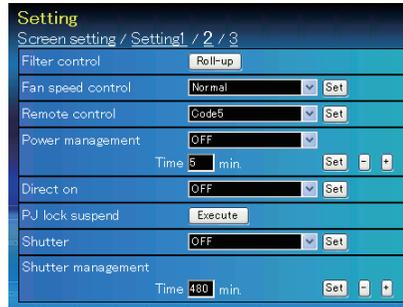 Setting
Screen setting / Setting1 / 2 / 3
Filter control Roll-up
Fan speed control Normal Set
Remote control Code5 Set
Power management OFF
Time 5 min. Set - +
Direct on OFF Set
PJ lock suspend Execute
Shutter OFF Set
Shutter management
Time 480 min. Set - +